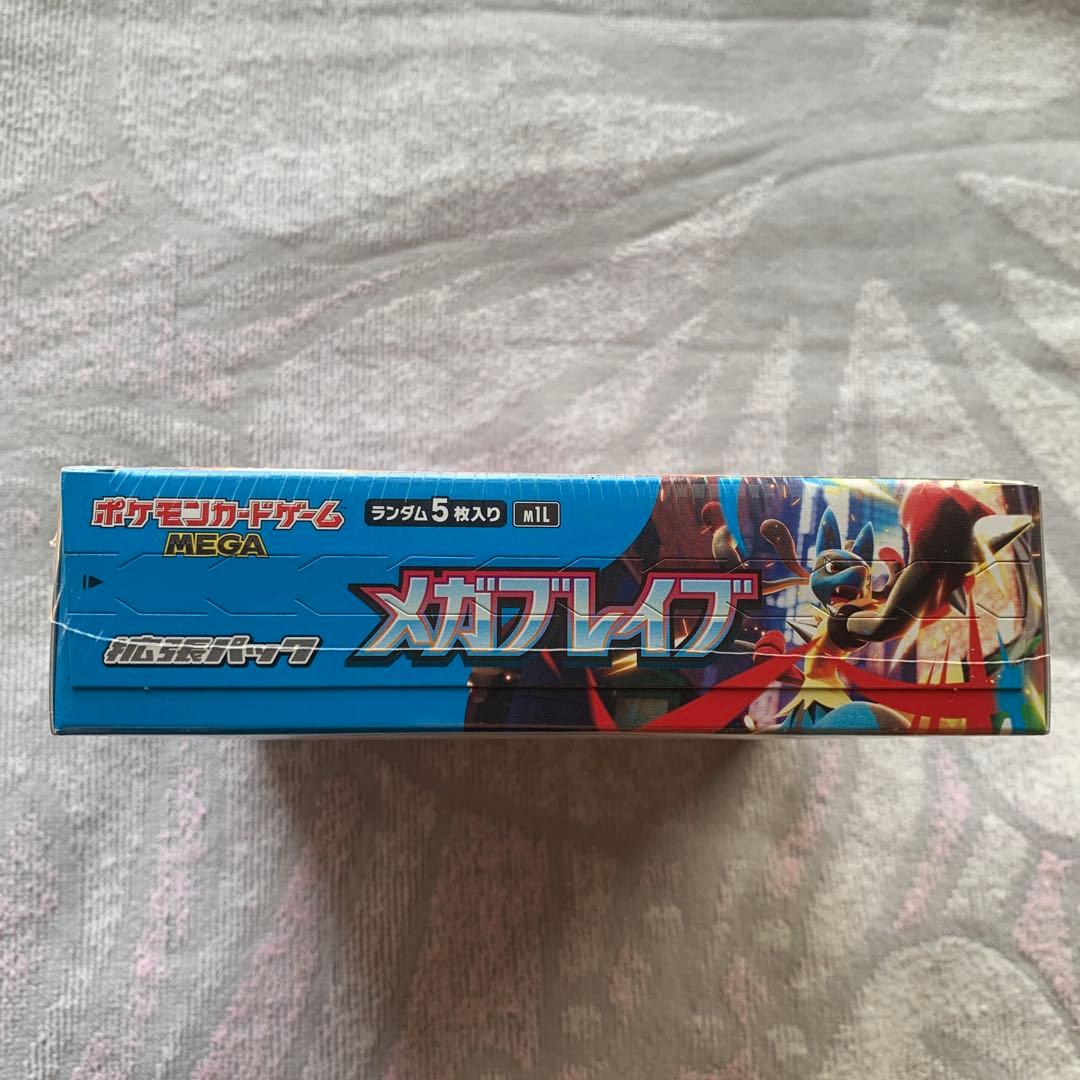 ポケモンカードゲーム
MEGA
ランダム5枚入り M1L
メガブレイブ
拡張パック